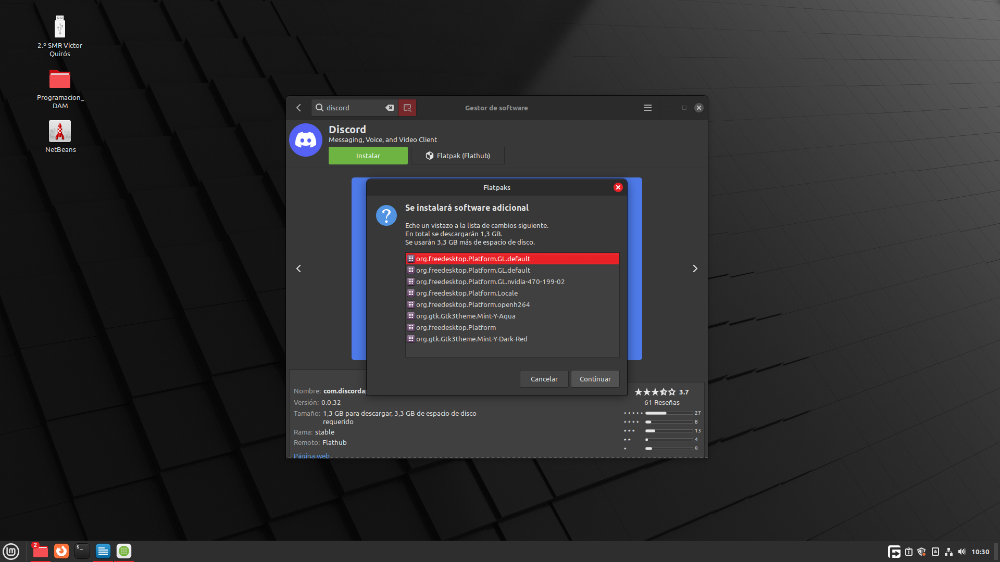 2.º SMR Víctor
Quirós
Programacion_
DAM
NetBeans
discord
Gestor de software
Discord
Messaging, Voice, and Video Client
Instalar
Flatpak (Flathub)
Flatpaks
?
Se instalará software adicional
Eche un vistazo a la lista de cambios siguiente.
En total se descargarán 1,3 GB.
Se usarán 3,3 GB más de espacio de disco.
org.freedesktop.Platform.GL.default
org.freedesktop.Platform.GL.default
org.freedesktop.Platform.GL.nvidia-470-199-02
org.freedesktop.Platform.Locale
org.freedesktop.Platform.openh264
org.gtk.Gtk3theme.Mint-Y-Aqua
org.freedesktop.Platform
org.gtk.Gtk3theme.Mint-Y-Dark-Red
Cancelar
Continuar
Nombre: com.discordap
Versión: 0.0.32
Tamaño: 1,3 GB para descargar, 3,3 GB de espacio de disco
requerido
Rama: stable
Remoto: Flathub
Página web
3.7
61 Reseñas
27
8
13
4
9
2
10:30